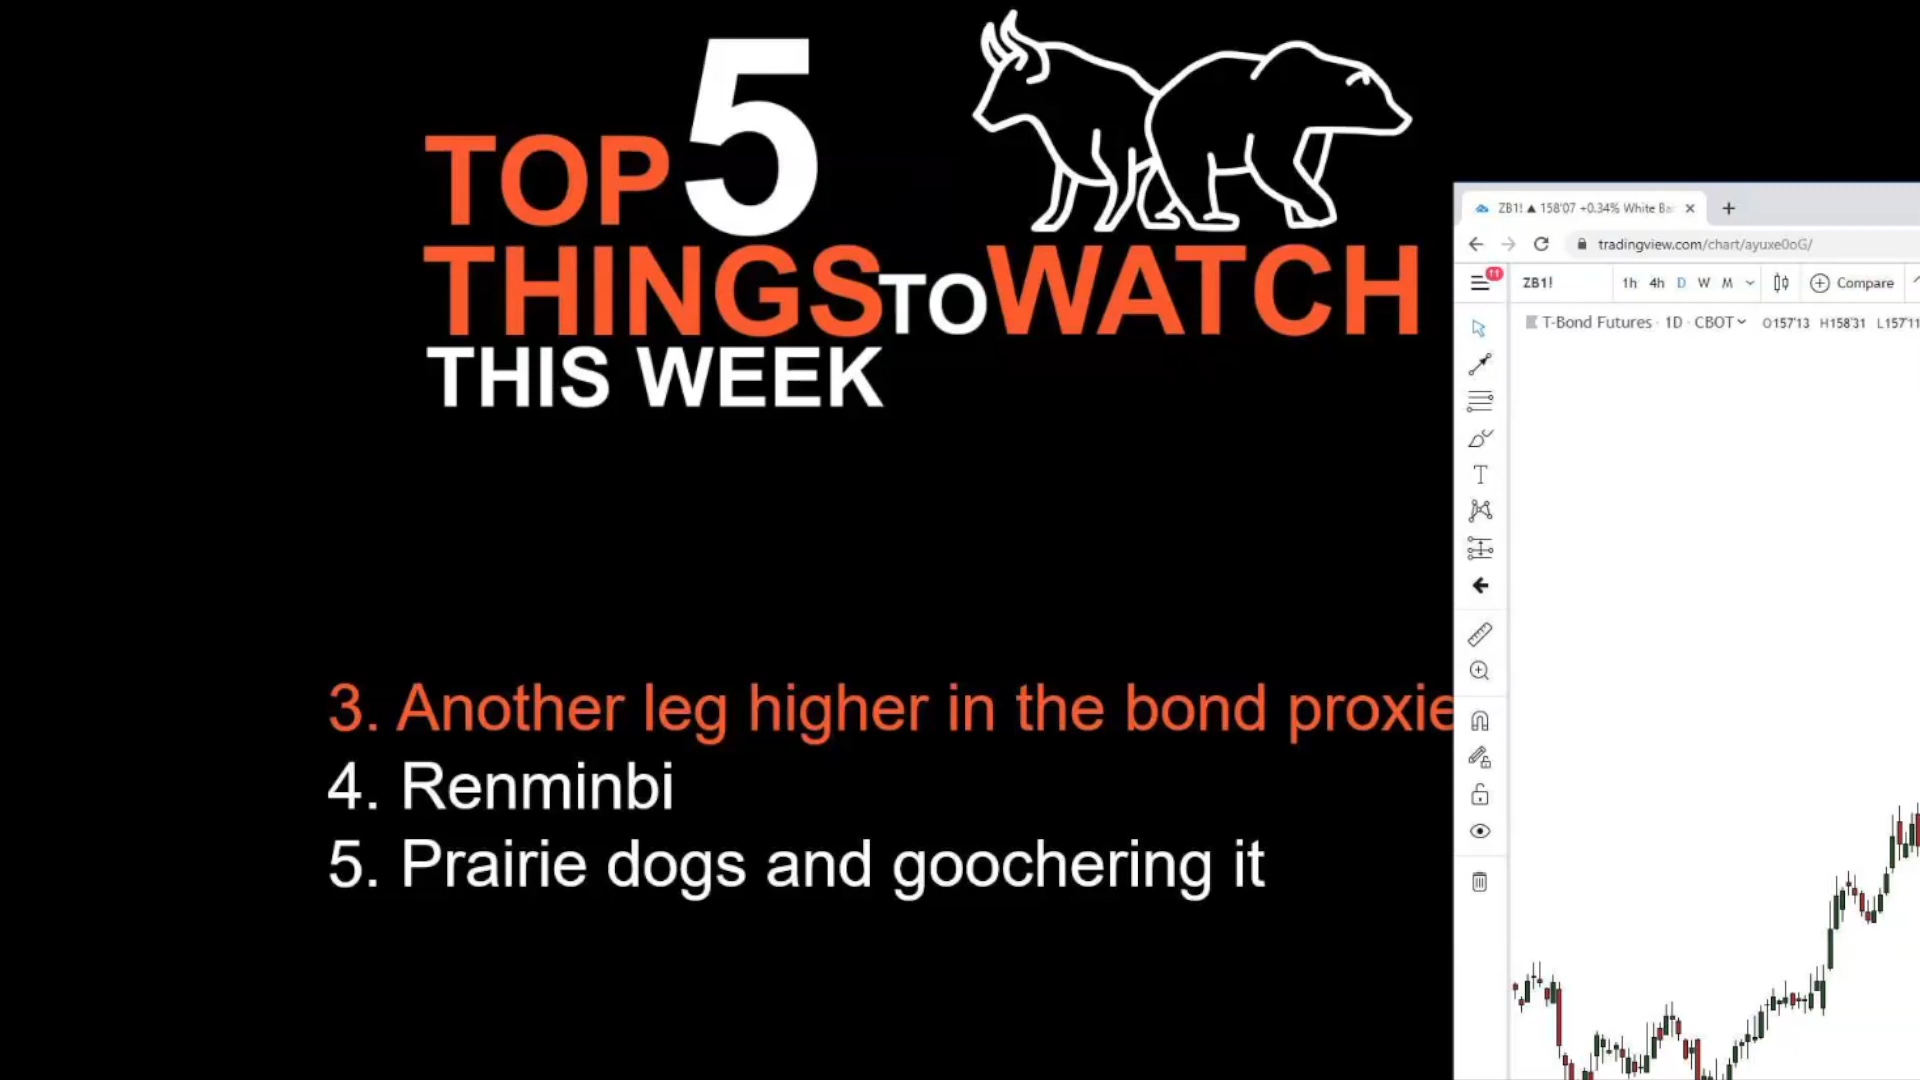 TOP 5
THINGS TO WATCH
THIS WEEK
3. Another leg higher in the bond proxie
4. Renminbi
5. Prairie dogs and goochering it
ZB1! ▲ 158'07 +0.34% White Ba
tradingview.com/chart/ayuxe0oG/
11
ZB1! 1h 4h D W M Compare
T-Bond Futures · 1D · CBOT O157'13 H158'31 L157'11